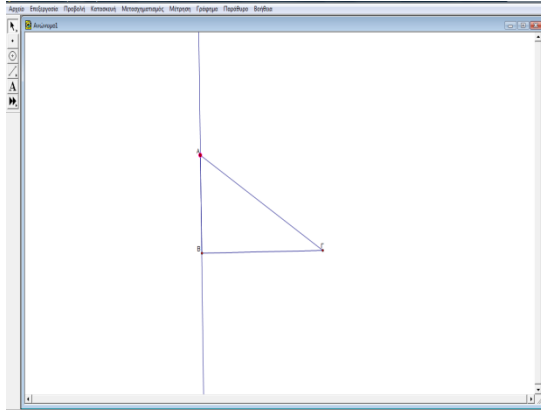 Αρχείο Επεξεργασία Προβολή Κατασκευή Μετασχηματισμός Μέτρηση Γράφημα Παράθυρο Βοήθεια
Ανώνυμο1
A
A
B
Γ